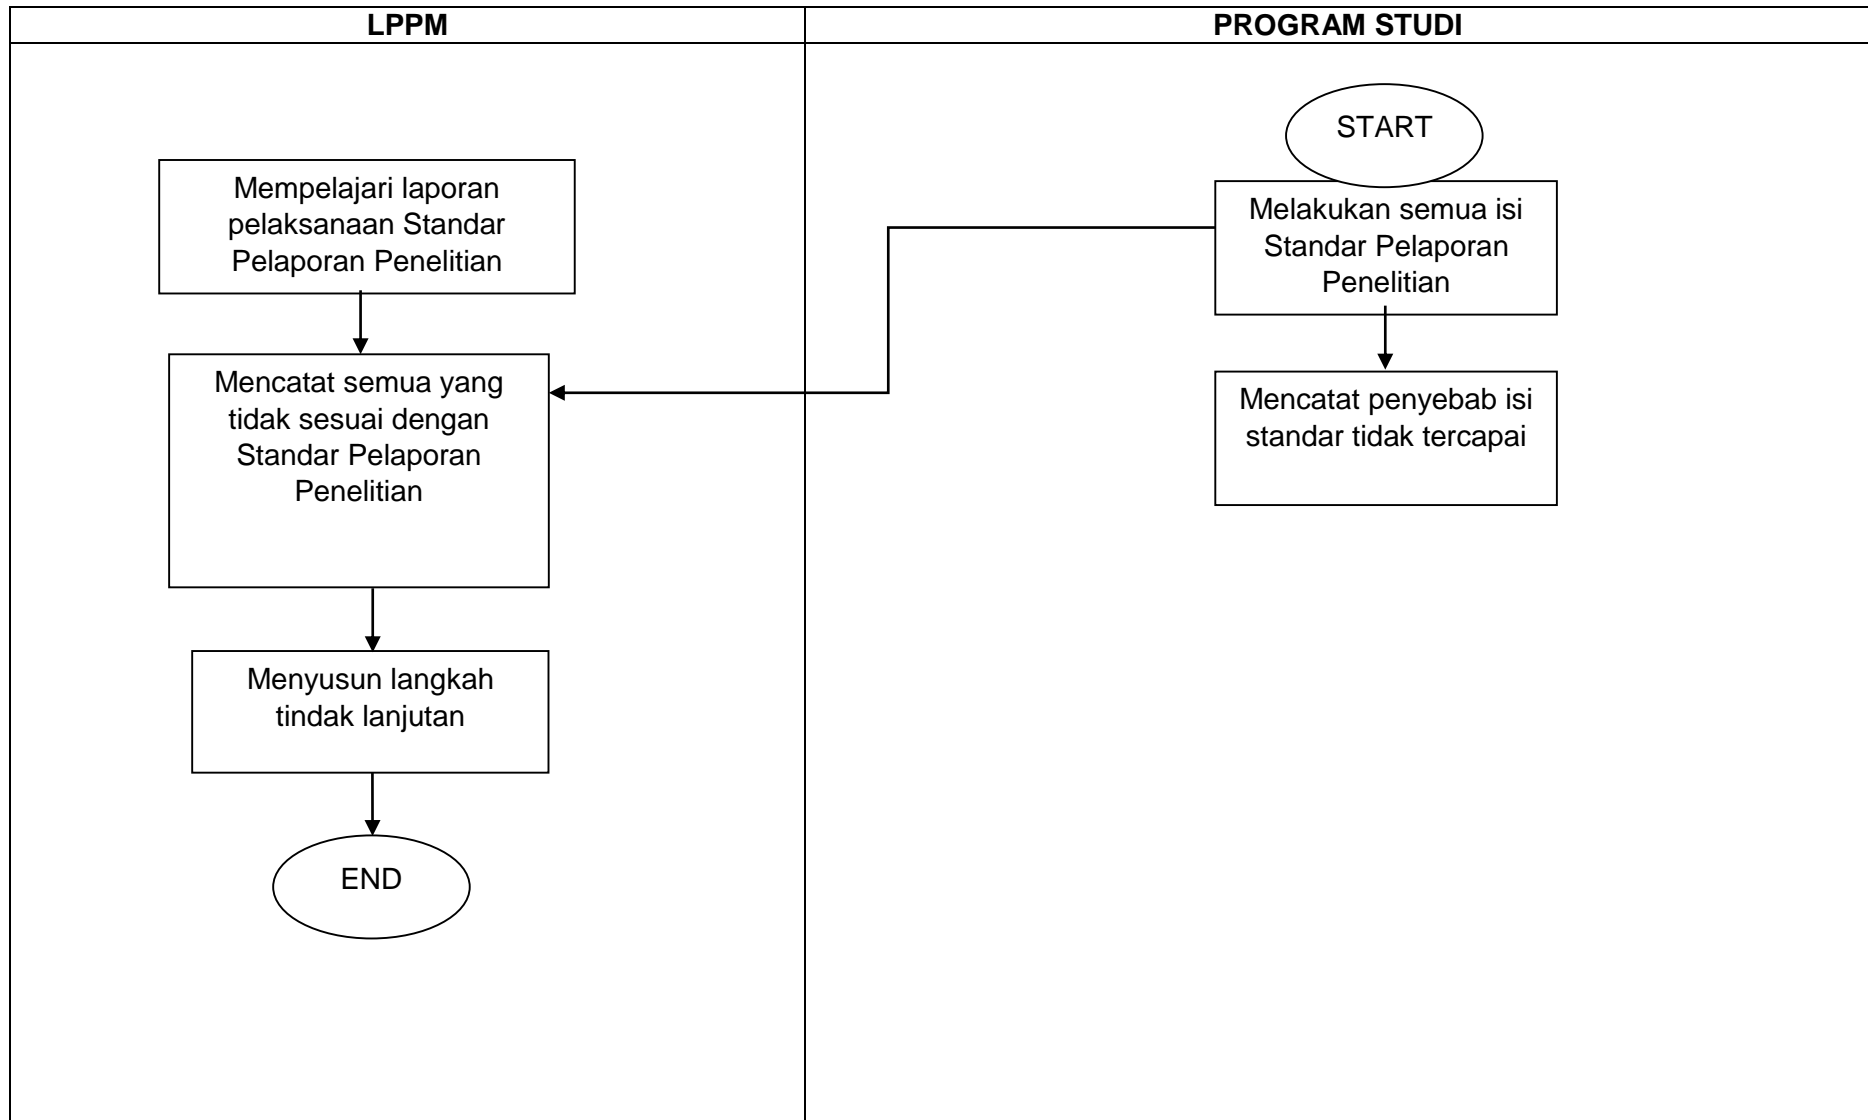 LPPM
PROGRAM STUDI
START
Mempelajari laporan
pelaksanaan Standar
Pelaporan Penelitian
Melakukan semua isi
Standar Pelaporan
Penelitian
Mencatat semua yang
tidak sesuai dengan
Standar Pelaporan
Penelitian
Mencatat penyebab isi
standar tidak tercapai
Menyusun langkah
tindak lanjutan
END